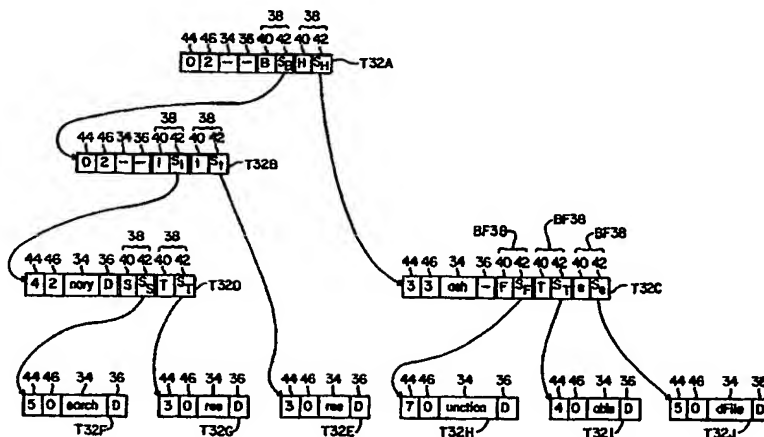 38 38
44 46 34 36 40 42 40 42
0 2 - - B SB H SH T32A
38 38
44 46 34 36 40 42 40 42
0 2 - - I SI t St T32B
38 38
44 46 34 36 40 42 40 42
4 2 nary D S SS T ST T32D
BF38 BF38 BF38
44 46 34 36 40 42 40 42 40 42
3 3 ash - F SF T ST e Se T32C
44 46 34 36
5 0 earch D
T32F
44 46 34 36
3 0 ree D
T32G
44 46 34 36
3 0 ree D
T32E
44 46 34 36
7 0 unction D
T32H
44 46 34 36
4 0 able D
T32I
44 46 34 36
5 0 dFile D
T32J